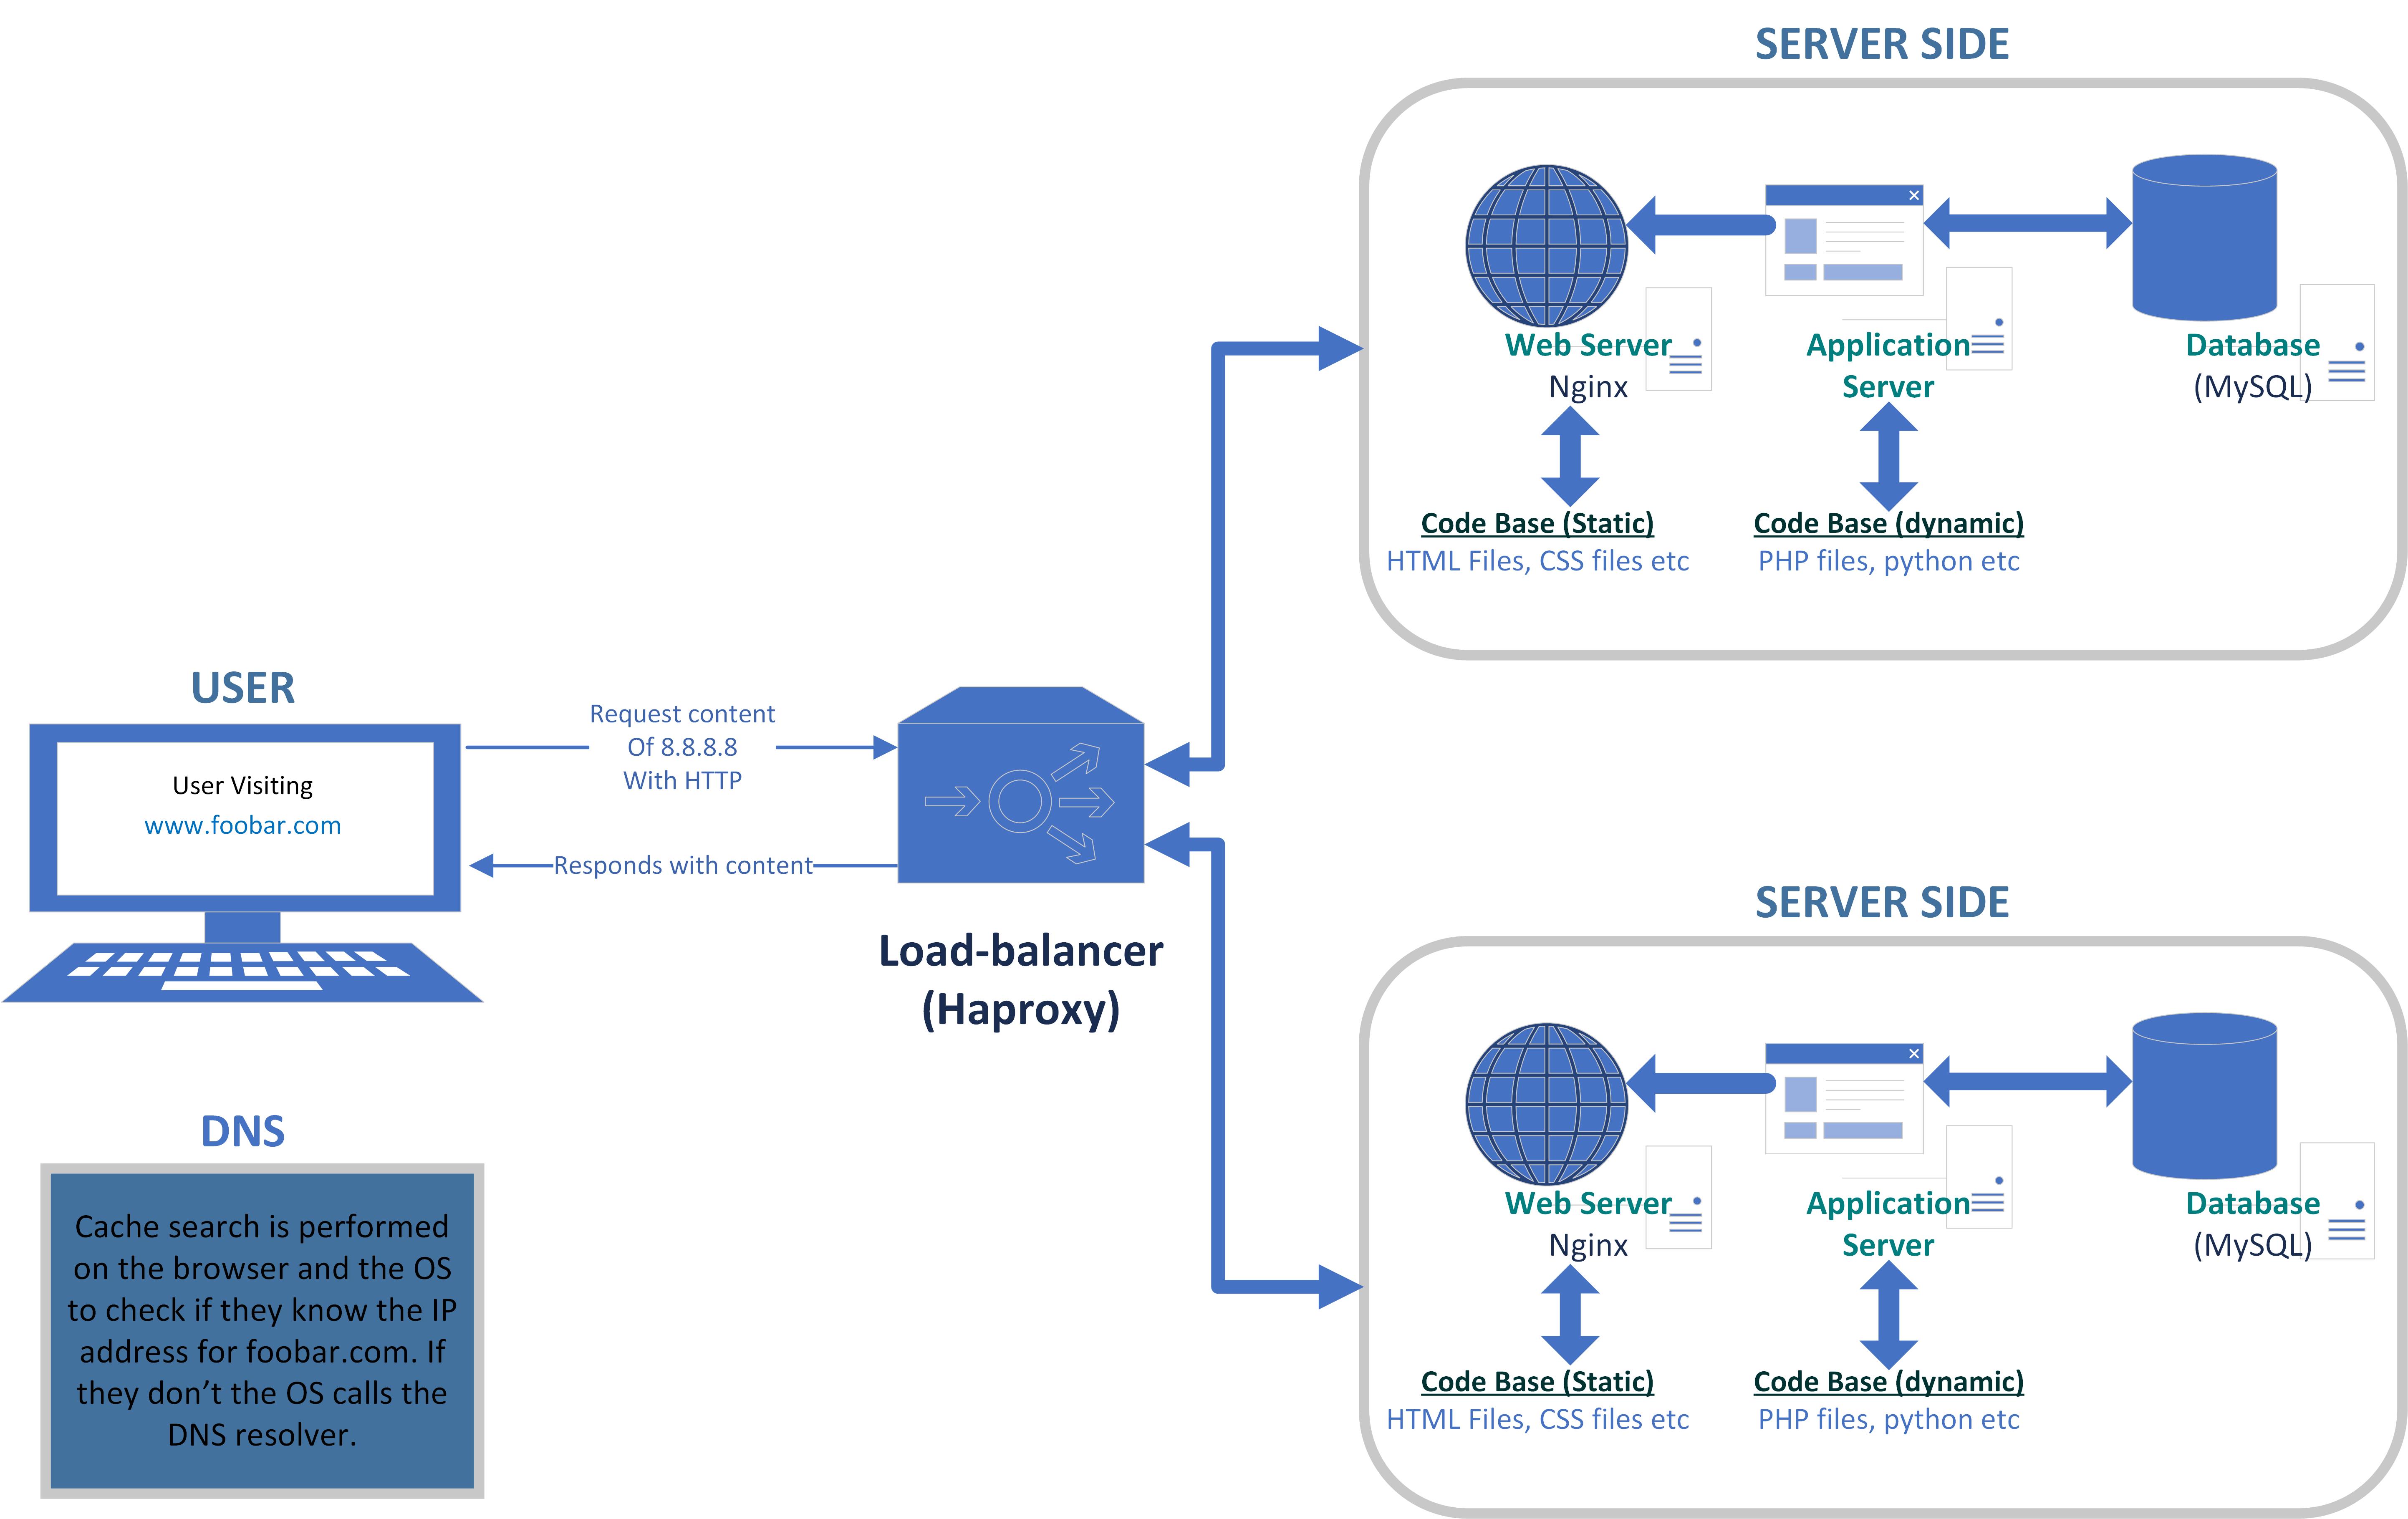 SERVER SIDE
Web Server
Nginx
Application
Server
Database
(MySQL)
Code Base (Static)
HTML Files, CSS files etc
Code Base (dynamic)
PHP files, python etc
USER
User Visiting
www.foobar.com
Request content
Of 8.8.8.8
With HTTP
Responds with content
Load-balancer
(Haproxy)
DNS
Cache search is performed
on the browser and the OS
to check if they know the IP
address for foobar.com. If
they don’t the OS calls the
DNS resolver.
SERVER SIDE
Web Server
Nginx
Application
Server
Database
(MySQL)
Code Base (Static)
HTML Files, CSS files etc
Code Base (dynamic)
PHP files, python etc